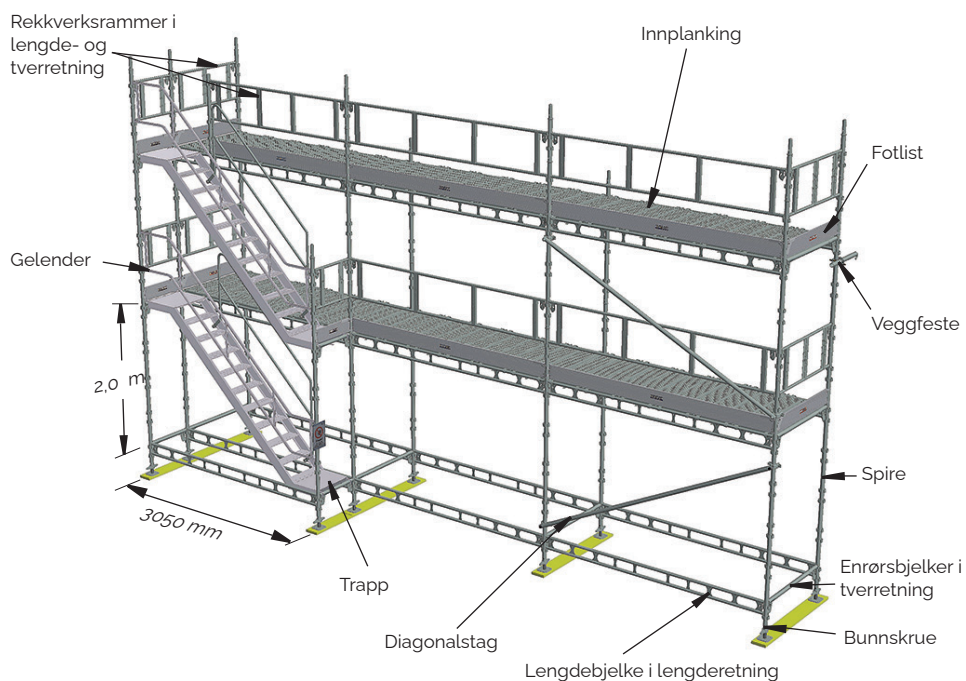 Rekkverksrammer i
lengde- og
tverretning
Innplanking
Fotlist
Gelender
Veggfeste
2,0 m
Spire
3050 mm
Trapp
Enrørsbjelker i
tverretning
Diagonalstag
Bunnskrue
Lengdebjelke i lengderetning